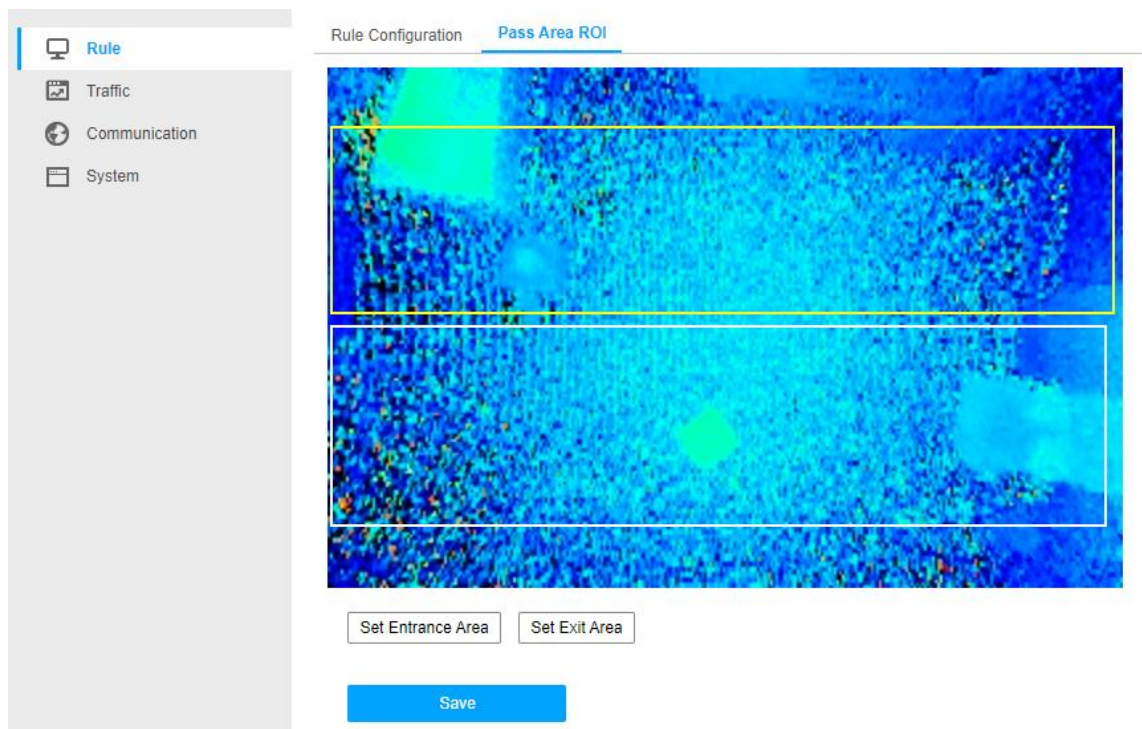 Rule
Traffic
Communication
System
Rule Configuration
Pass Area ROI
Set Entrance Area
Set Exit Area
Save